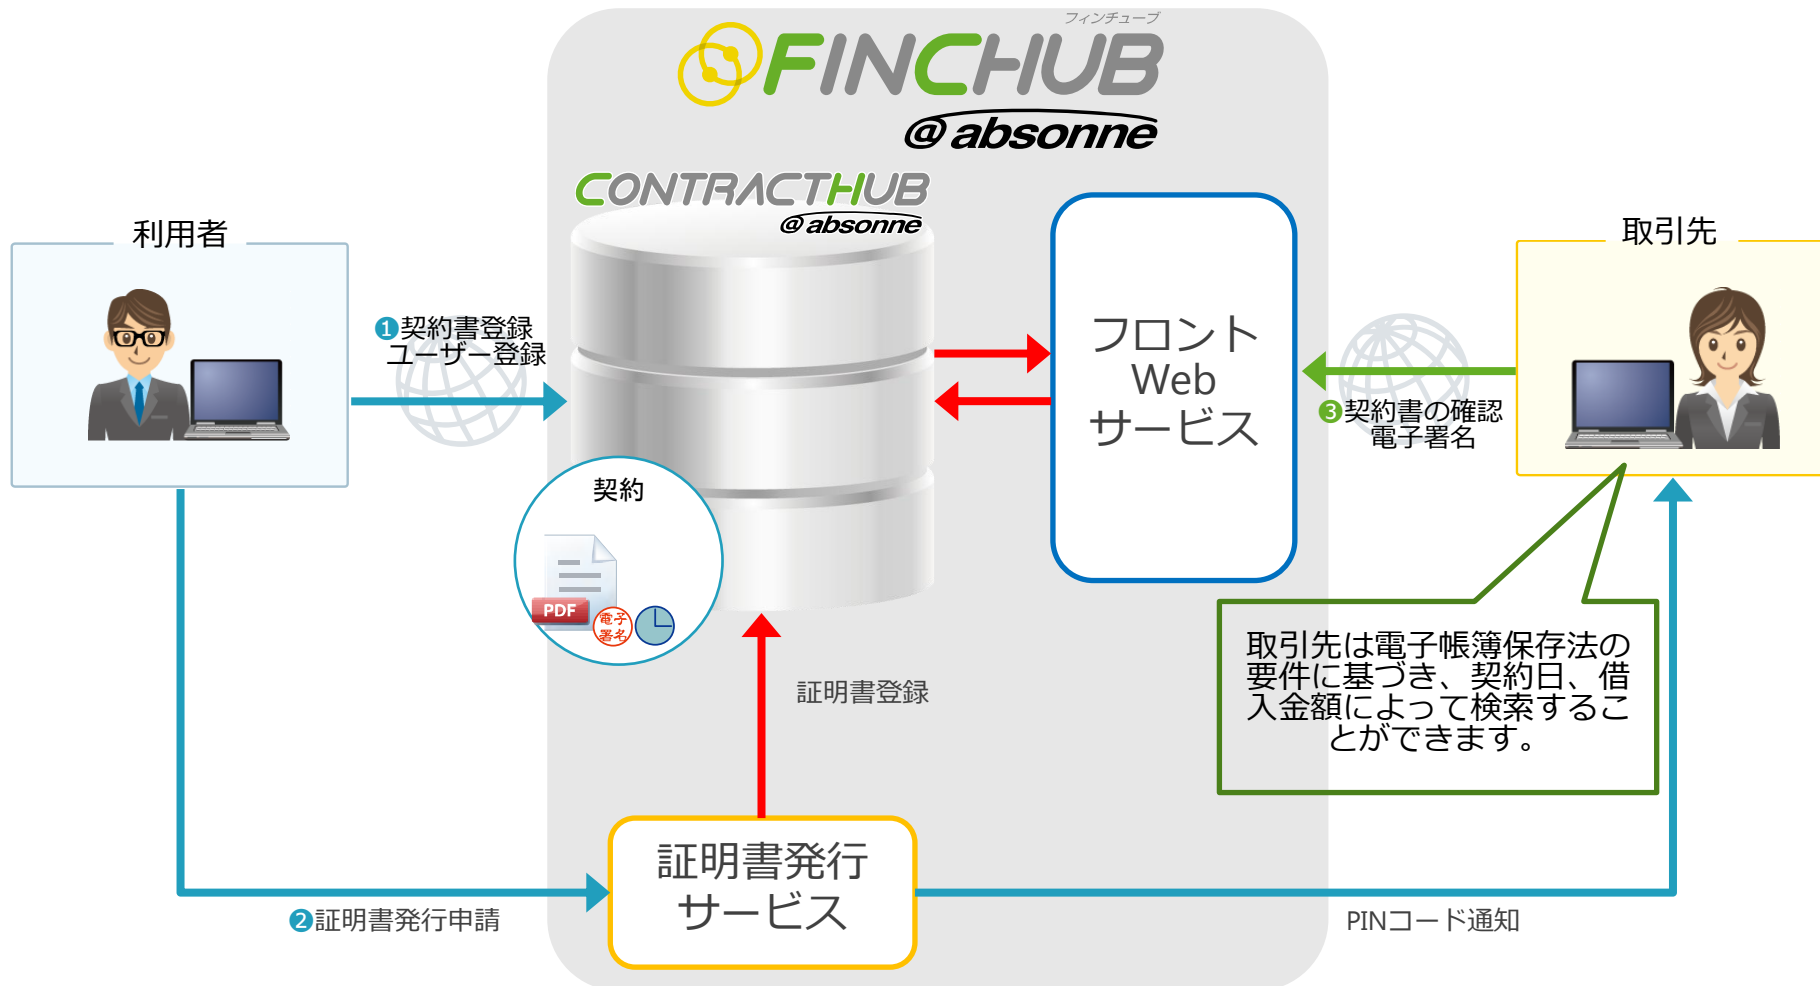 フィンチューブ
FINCHUB
@absonne
CONTRACTHUB
@absonne
利用者
取引先
❶契約書登録
ユーザー登録
フロント
Web
サービス
❸契約書の確認
電子署名
契約
PDF
電子
署名
取引先は電子帳簿保存法の
要件に基づき、契約日、借
入金額によって検索するこ
とができます。
証明書登録
証明書発行
サービス
❷証明書発行申請
PINコード通知